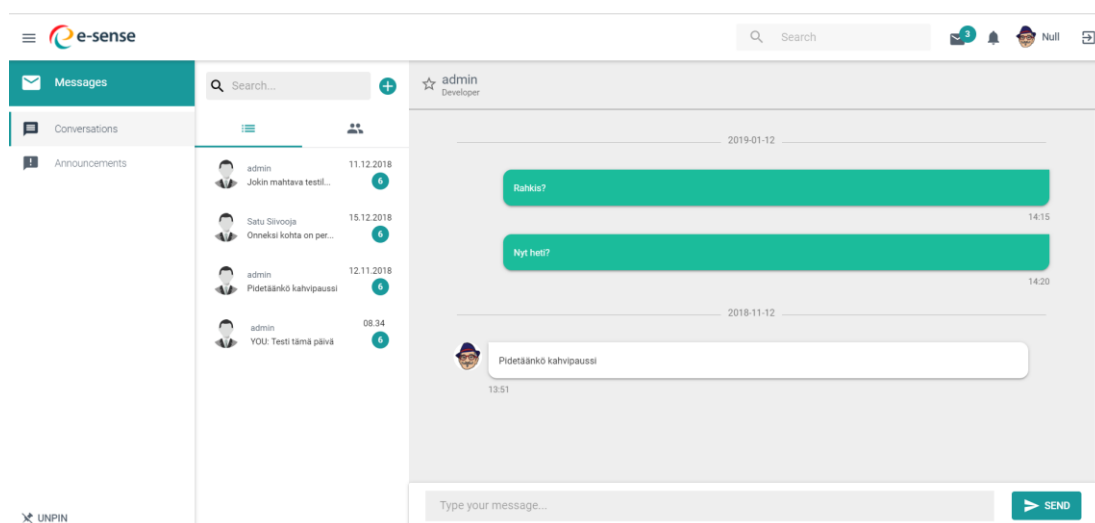 e-sense
Search
3
Null
Messages
Conversations
Announcements
UNPIN
Search...
admin
11.12.2018
Jokin mahtava testil...
6
Satu Siivooja
15.12.2018
Onneksi kohta on per...
6
admin
12.11.2018
Pidetäänkö kahvipaussi
6
admin
08.34
YOU: Testi tämä päivä
6
admin
Developer
2019-01-12
Rahkis?
14:15
Nyt heti?
14:20
2018-11-12
Pidetäänkö kahvipaussi
13:51
Type your message...
SEND